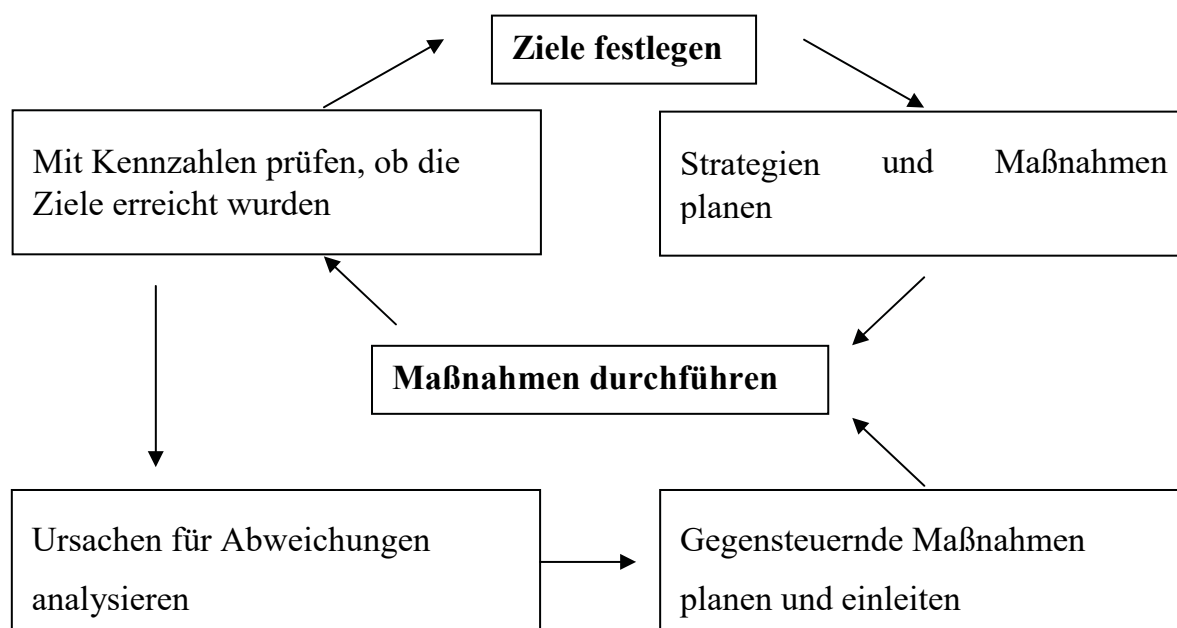 Ziele festlegen
Mit Kennzahlen prüfen, ob die
Ziele erreicht wurden
Strategien und Maßnahmen
planen
Maßnahmen durchführen
Ursachen für Abweichungen
analysieren
Gegensteuernde Maßnahmen
planen und einleiten